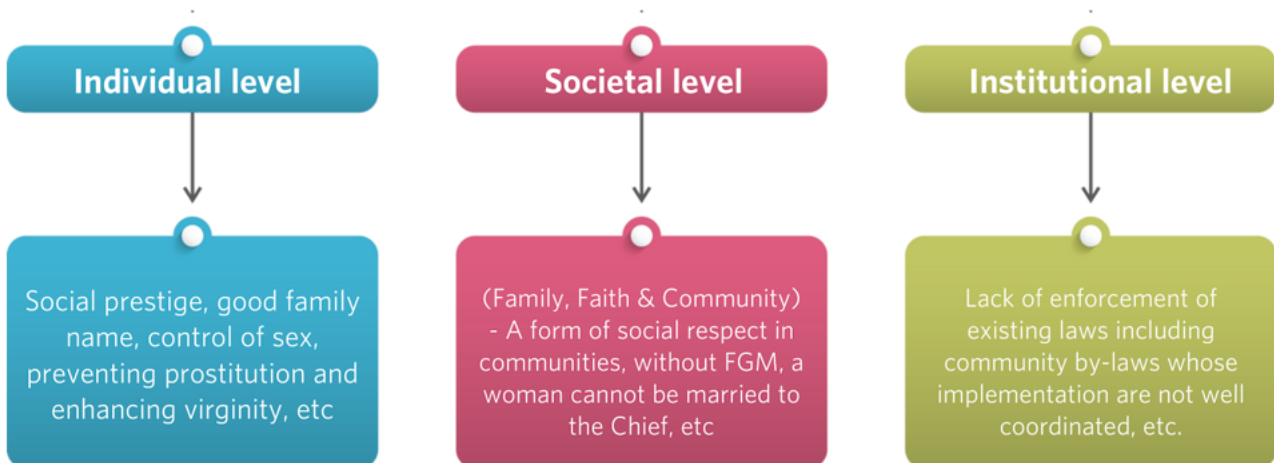 Individual level
Social prestige, good family
name, control of sex,
preventing prostitution and
enhancing virginity, etc
Societal level
(Family, Faith & Community)
- A form of social respect in
communities, without FGM, a
woman cannot be married to
the Chief, etc
Institutional level
Lack of enforcement of
existing laws including
community by-laws whose
implementation are not well
coordinated, etc.